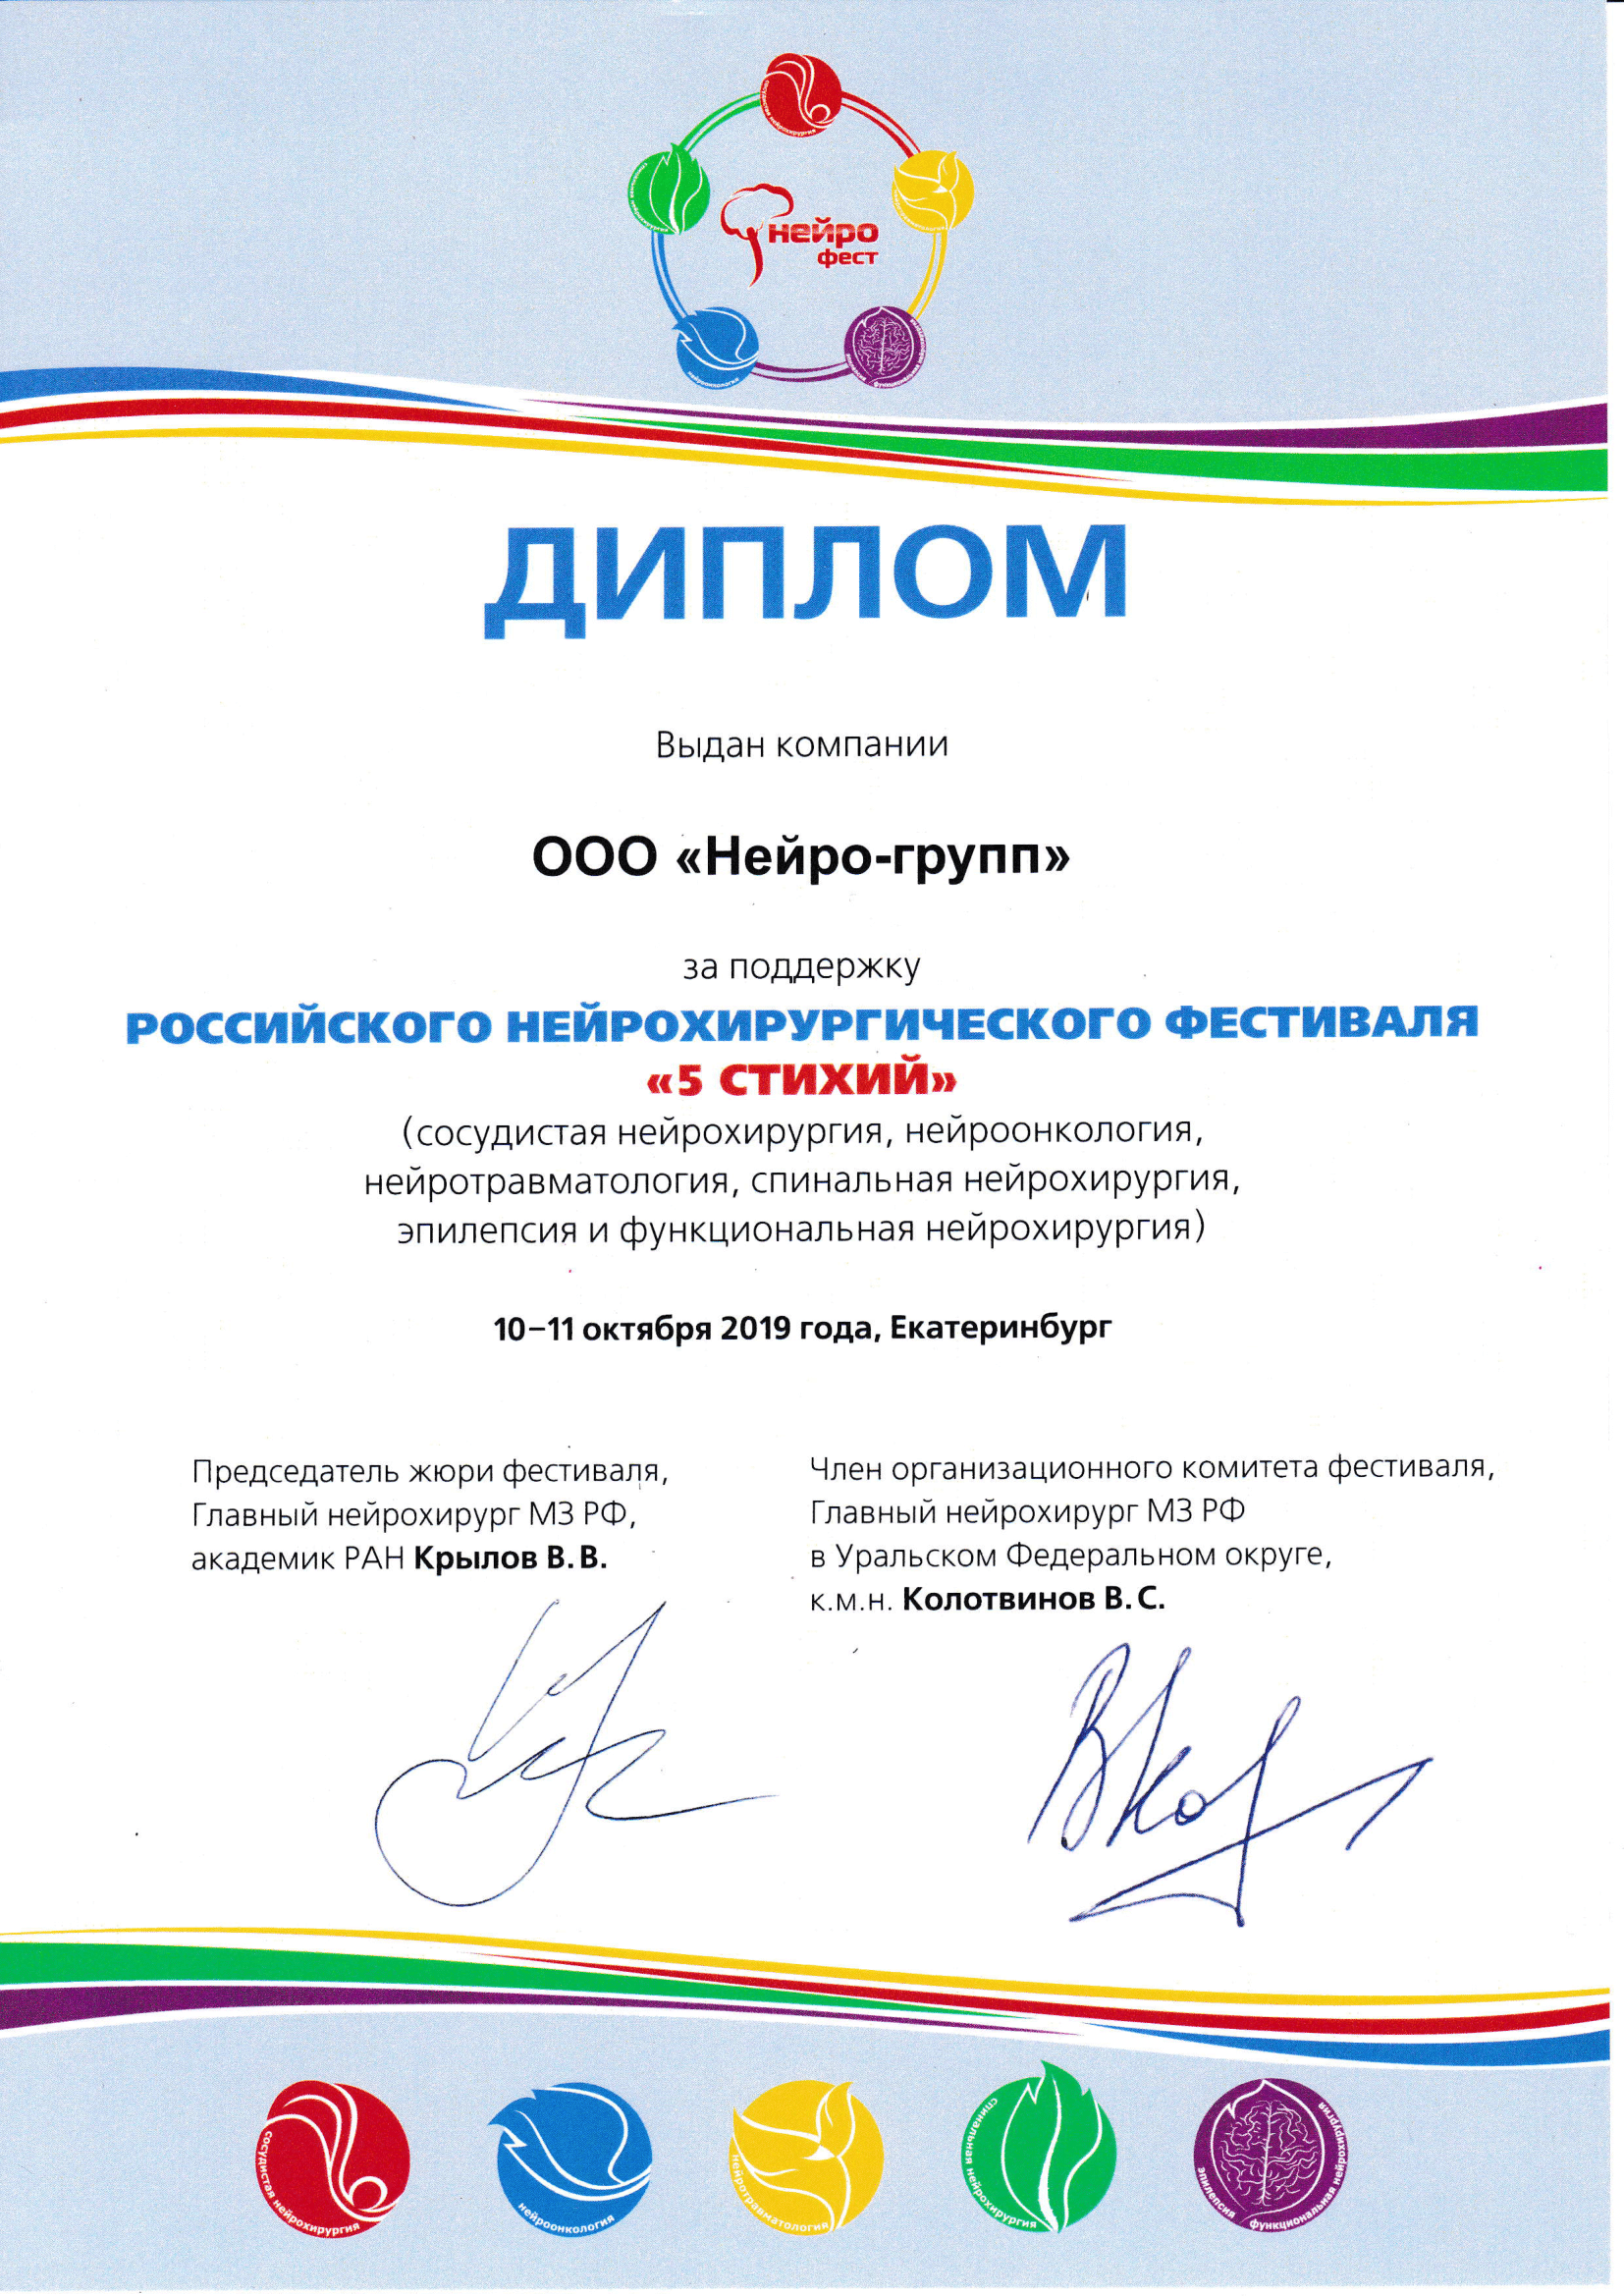 нейро
фест
ДИПЛОМ
Выдан компании
ООО «Нейро-групп»
за поддержку
РОССИЙСКОГО НЕЙРОХИРУРГИЧЕСКОГО ФЕСТИВАЛЯ
«5 СТИХИЙ»
(сосудистая нейрохирургия, нейроонкология,
нейротравматология, спинальная нейрохирургия,
эпилепсия и функциональная нейрохирургия)
10–11 октября 2019 года, Екатеринбург
Председатель жюри фестиваля,
Главный нейрохирург МЗ РФ,
академик РАН Крылов В. В.
Член организационного комитета фестиваля,
Главный нейрохирург МЗ РФ
в Уральском Федеральном округе,
к.м.н. Колотвинов В. С.
сосудистая нейрохирургия
нейроонкология
нейротравматология
спинальная нейрохирургия
эпилепсия функциональная нейрохирургия